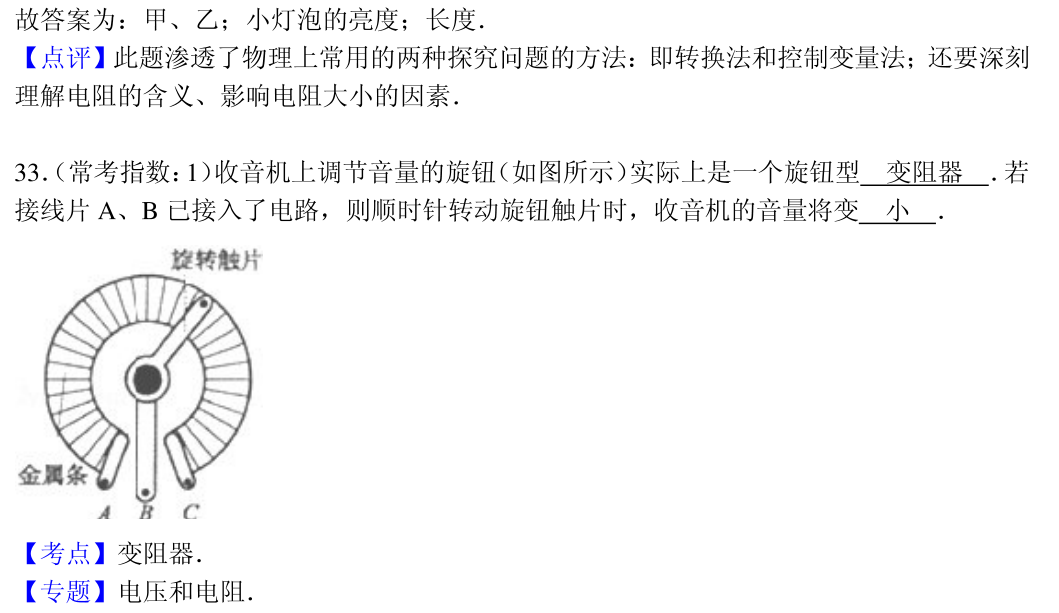 故答案为：甲、乙；小灯泡的亮度；长度．
【点评】此题渗透了物理上常用的两种探究问题的方法：即转换法和控制变量法；还要深刻
理解电阻的含义、影响电阻大小的因素．
33．（常考指数：1）收音机上调节音量的旋钮（如图所示）实际上是一个旋钮型 变阻器 ．若
接线片 A、B 已接入了电路，则顺时针转动旋钮触片时，收音机的音量将变 小 ．
旋转触片
金属条
A B C
【考点】变阻器．
【专题】电压和电阻．